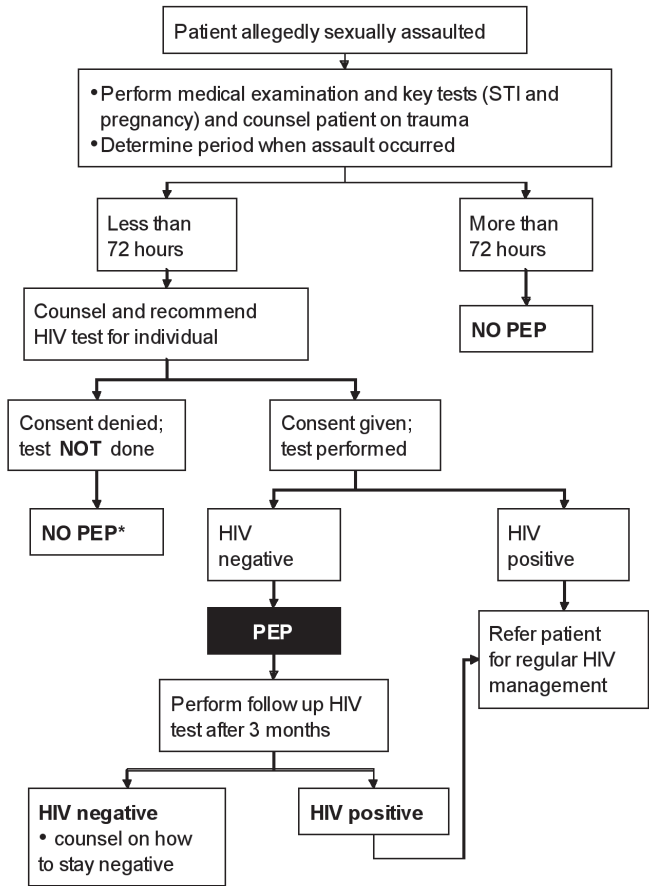 Patient allegedly sexually assaulted
• Perform medical examination and key tests (STI and
pregnancy) and counsel patient on trauma
• Determine period when assault occurred
Less than
72 hours
More than
72 hours
Counsel and recommend
HIV test for individual
NO PEP
Consent denied;
test NOT done
Consent given;
test performed
NO PEP*
HIV
negative
HIV
positive
PEP
Refer patient
for regular HIV
management
Perform follow up HIV
test after 3 months
HIV negative
• counsel on how
to stay negative
HIV positive